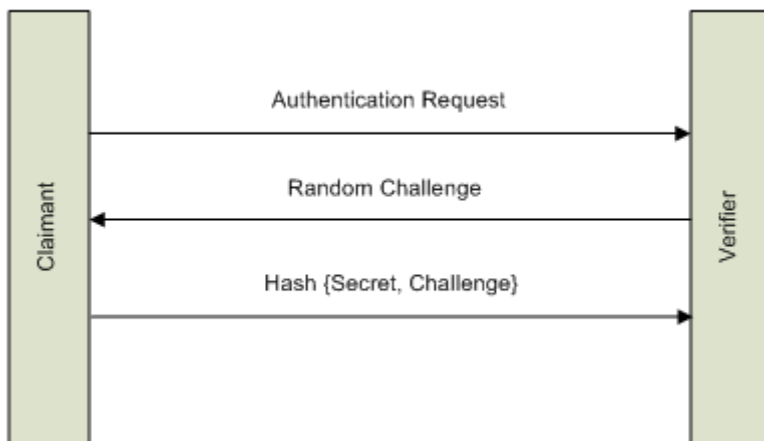 Authentication Request
Random Challenge
Claimant
Verifier
Hash {Secret, Challenge}